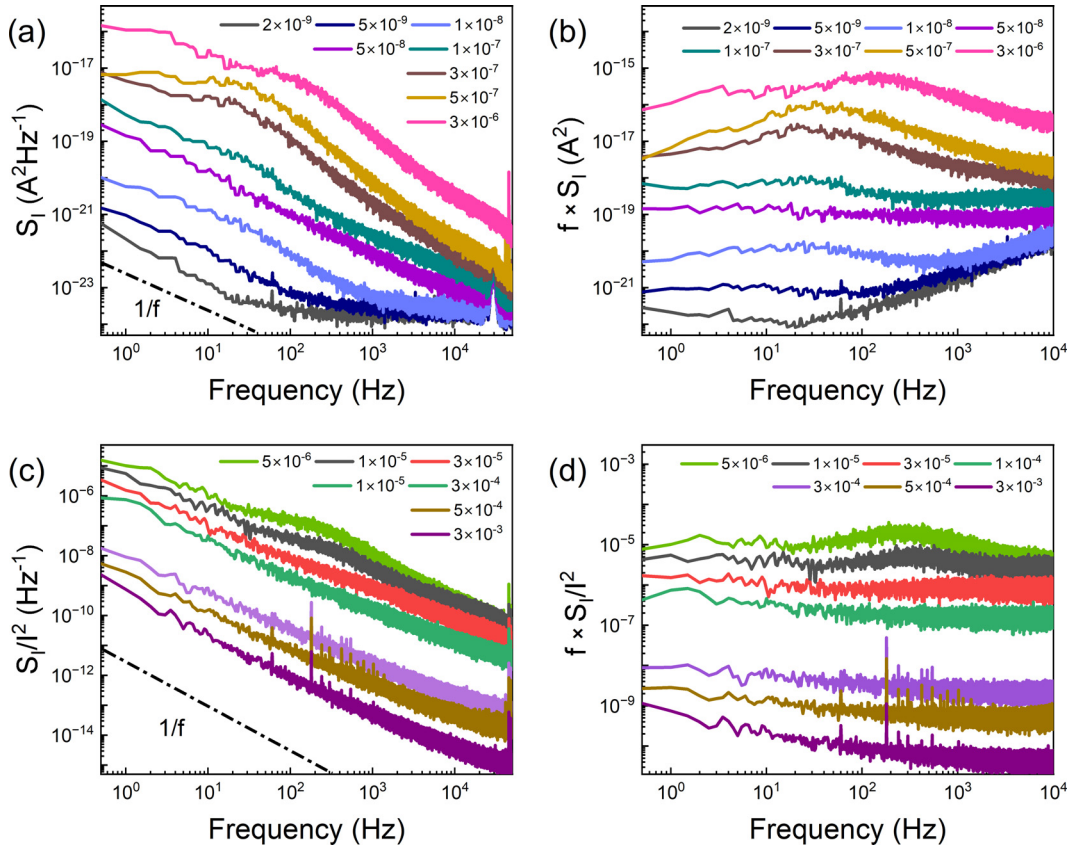 (a)
2×10⁻⁹ 5×10⁻⁹ 1×10⁻⁸
5×10⁻⁸ 1×10⁻⁷
3×10⁻⁷
5×10⁻⁷
3×10⁻⁶
S_I (A²Hz⁻¹)
10⁻¹⁷
10⁻¹⁹
10⁻²¹
10⁻²³
1/f
10⁰ 10¹ 10² 10³ 10⁴
Frequency (Hz)
(b)
2×10⁻⁹ 5×10⁻⁹ 1×10⁻⁸ 5×10⁻⁸
1×10⁻⁷ 3×10⁻⁷ 5×10⁻⁷ 3×10⁻⁶
f × S_I (A²)
10⁻¹⁵
10⁻¹⁷
10⁻¹⁹
10⁻²¹
10⁰ 10¹ 10² 10³ 10⁴
Frequency (Hz)
(c)
5×10⁻⁶ 1×10⁻⁵ 3×10⁻⁵
1×10⁻⁵ 3×10⁻⁴
5×10⁻⁴
3×10⁻³
S_I/I² (Hz⁻¹)
10⁻⁶
10⁻⁸
10⁻¹⁰
10⁻¹²
10⁻¹⁴
1/f
10⁰ 10¹ 10² 10³ 10⁴
Frequency (Hz)
(d)
5×10⁻⁶ 1×10⁻⁵ 3×10⁻⁵ 1×10⁻⁴
3×10⁻⁴ 5×10⁻⁴ 3×10⁻³
f × S_I/I²
10⁻³
10⁻⁵
10⁻⁷
10⁻⁹
10⁰ 10¹ 10² 10³ 10⁴
Frequency (Hz)